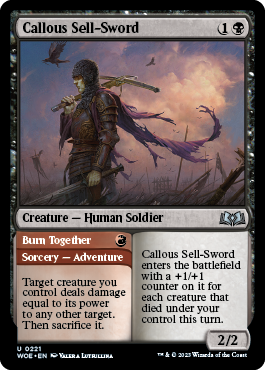 Callous Sell-Sword 1
Creature — Human Soldier
Burn Together
Sorcery — Adventure
Target creature you
control deals damage
equal to its power
to any other target.
Then sacrifice it.
Callous Sell-Sword
enters the battlefield
with a +1/+1
counter on it for
each creature that
died under your
control this turn.
2/2
U 0221
WOE • EN Valera Lutfullina
™ & © 2023 Wizards of the Coast